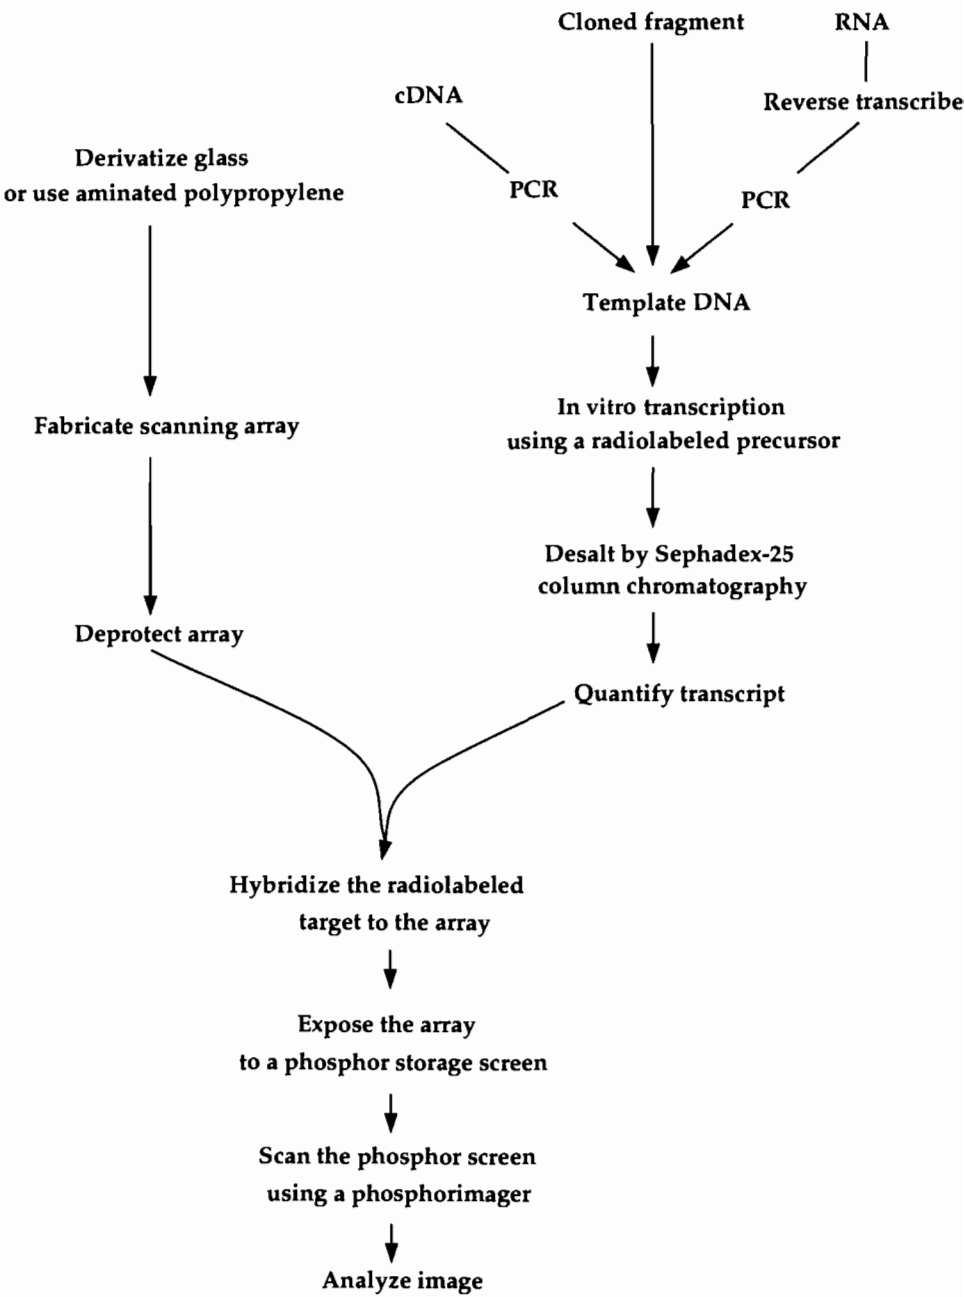 Cloned fragment
RNA
cDNA
Reverse transcribe
Derivatize glass
or use aminated polypropylene
PCR
PCR
Template DNA
In vitro transcription
using a radiolabeled precursor
Fabricate scanning array
Desalt by Sephadex-25
column chromatography
Deprotect array
Quantify transcript
Hybridize the radiolabeled
target to the array
Expose the array
to a phosphor storage screen
Scan the phosphor screen
using a phosphorimager
Analyze image